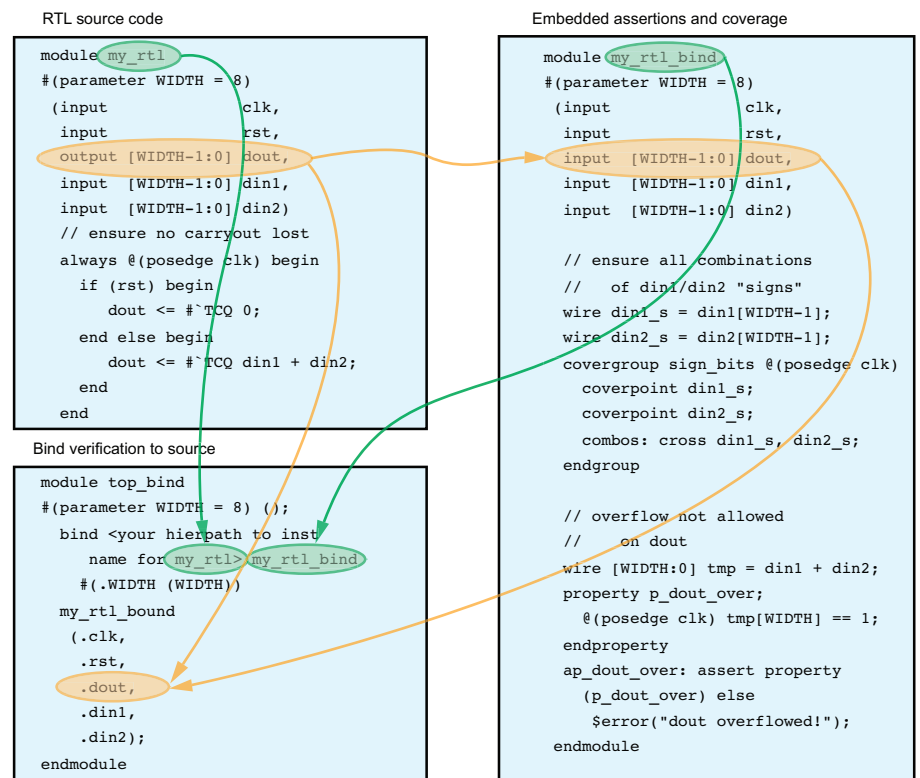 RTL source code
module my_rtl
#(parameter WIDTH = 8)
(input clk,
input rst,
output [WIDTH-1:0] dout,
input [WIDTH-1:0] din1,
input [WIDTH-1:0] din2)
// ensure no carryout lost
always @(posedge clk) begin
if (rst) begin
dout <= #`TCQ 0;
end else begin
dout <= #`TCQ din1 + din2;
end
end
Bind verification to source
module top_bind
#(parameter WIDTH = 8) ();
bind <your hierpath to inst
name for my_rtl> my_rtl_bind
#(.WIDTH (WIDTH))
my_rtl_bound
(.clk,
.rst,
.dout,
.din1,
.din2);
endmodule
Embedded assertions and coverage
module my_rtl_bind
#(parameter WIDTH = 8)
(input clk,
input rst,
input [WIDTH-1:0] dout,
input [WIDTH-1:0] din1,
input [WIDTH-1:0] din2)
// ensure all combinations
// of din1/din2 "signs"
wire din1_s = din1[WIDTH-1];
wire din2_s = din2[WIDTH-1];
covergroup sign_bits @(posedge clk)
coverpoint din1_s;
coverpoint din2_s;
combos: cross din1_s, din2_s;
endgroup
// overflow not allowed
// on dout
wire [WIDTH:0] tmp = din1 + din2;
property p_dout_over;
@(posedge clk) tmp[WIDTH] == 1;
endproperty
ap_dout_over: assert property
(p_dout_over) else
$error("dout overflowed!");
endmodule